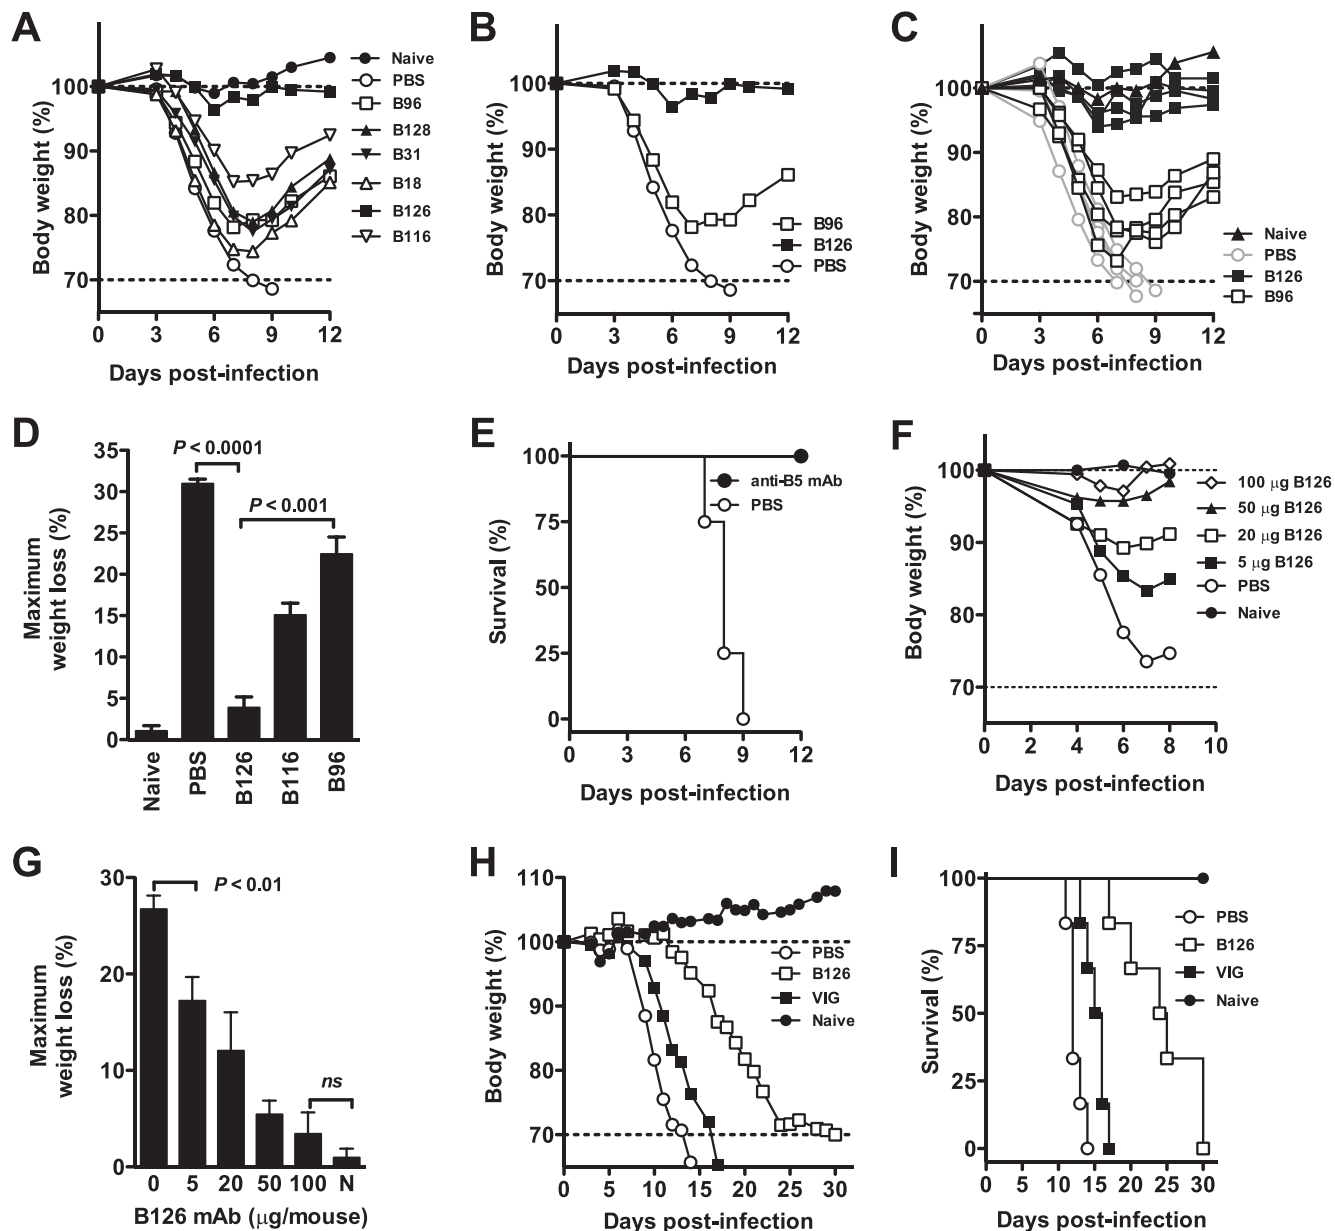 A
Body weight (%)
100
90
80
70
0 3 6 9 12
Days post-infection
Naive
PBS
B96
B128
B31
B18
B126
B116
B
Body weight (%)
100
90
80
70
0 3 6 9 12
Days post-infection
B96
B126
PBS
C
Body weight (%)
100
90
80
70
0 3 6 9 12
Days post-infection
Naive
PBS
B126
B96
D
Maximum
weight loss (%)
35
30
25
20
15
10
5
0
P < 0.0001
P < 0.001
Naive
PBS
B126
B116
B96
E
Survival (%)
100
75
50
25
0
0 3 6 9 12
Days post-infection
anti-B5 mAb
PBS
F
Body weight (%)
100
90
80
70
0 2 4 6 8 10
Days post-infection
100 μg B126
50 μg B126
20 μg B126
5 μg B126
PBS
Naive
G
Maximum
weight loss (%)
30
20
10
0
P < 0.01
ns
0 5 20 50 100 N
B126 mAb (μg/mouse)
H
Body weight (%)
110
100
90
80
70
0 5 10 15 20 25 30
Days post-infection
PBS
B126
VIG
Naive
I
Survival (%)
100
75
50
25
0
0 5 10 15 20 25 30
Days post-infection
PBS
B126
VIG
Naive